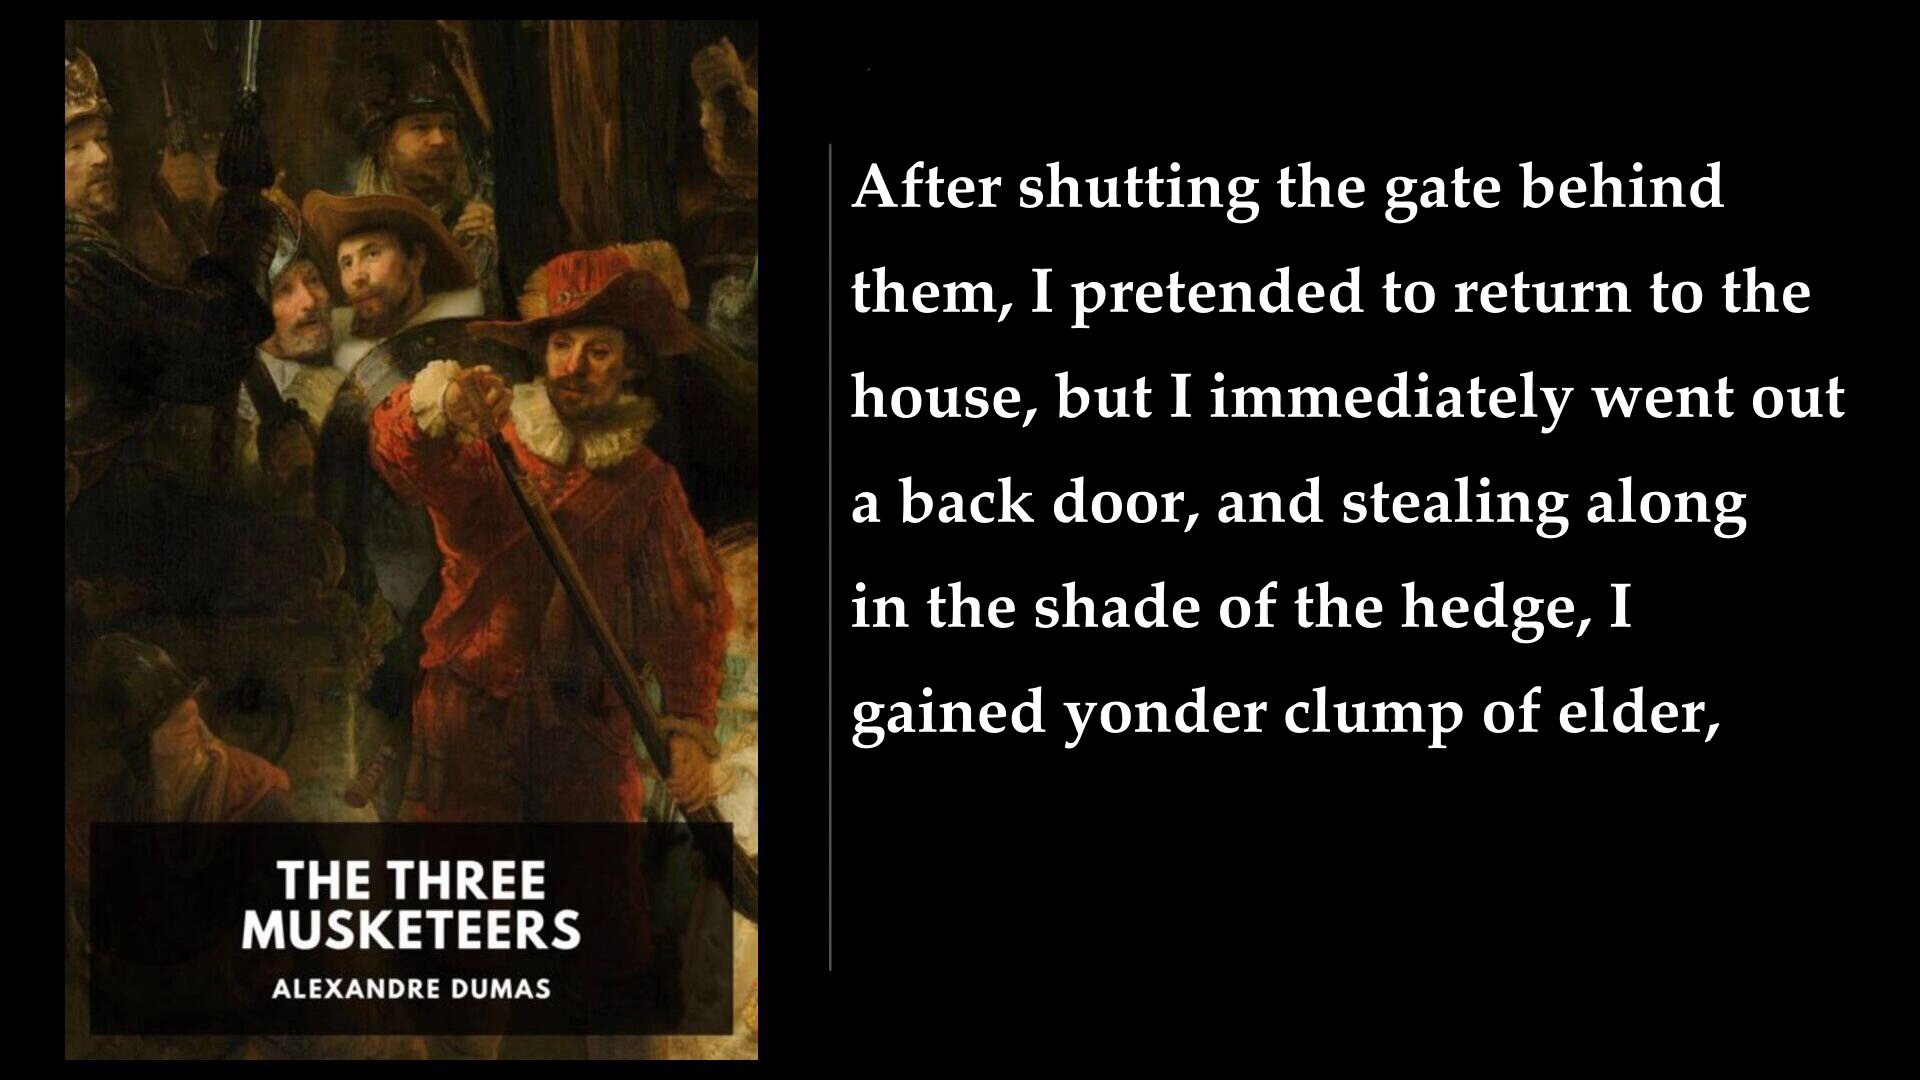 THE THREE
MUSKETEERS
ALEXANDRE DUMAS
After shutting the gate behind
them, I pretended to return to the
house, but I immediately went out
a back door, and stealing along
in the shade of the hedge, I
gained yonder clump of elder,